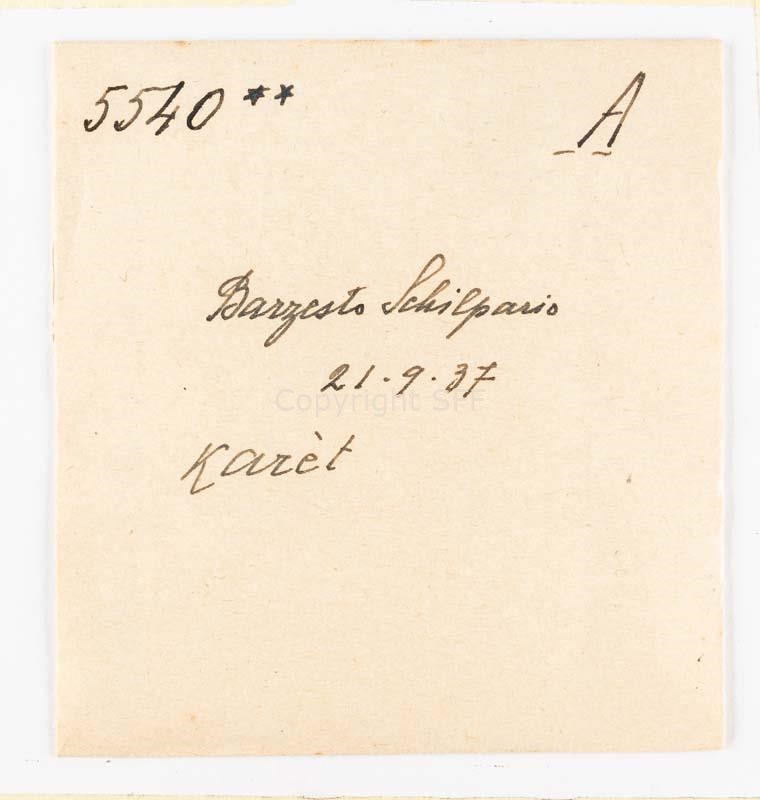 5540 ** A
Barzesto Schilpario
21.9.37
Copyright SFF
Karèt